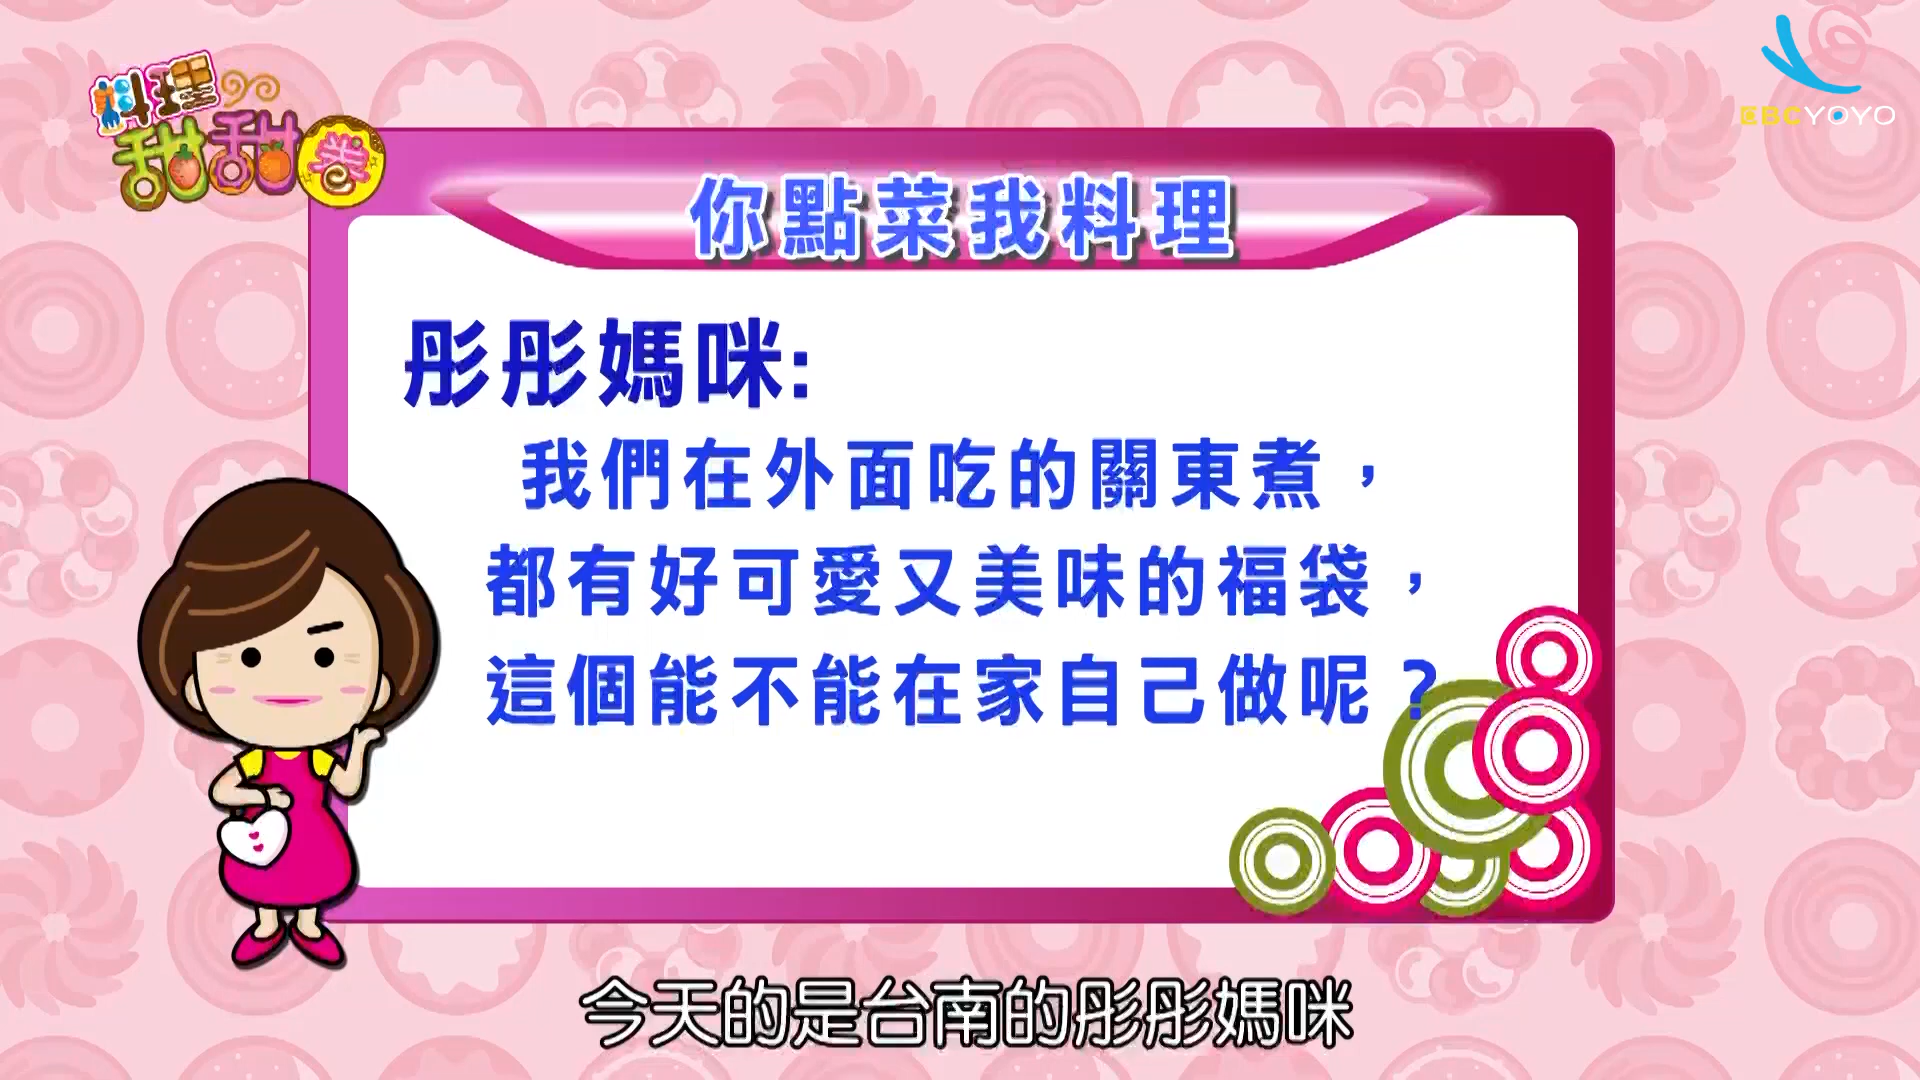 料理
甜甜圈
EBCYOYO
你點菜我料理
彤彤媽咪:
我們在外面吃的關東煮，
都有好可愛又美味的福袋，
這個能不能在家自己做呢？
今天的是台南的彤彤媽咪